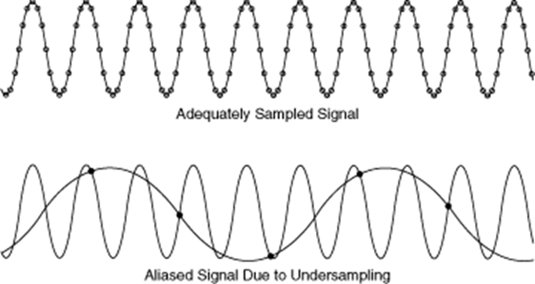 Adequately Sampled Signal
Aliased Signal Due to Undersampling